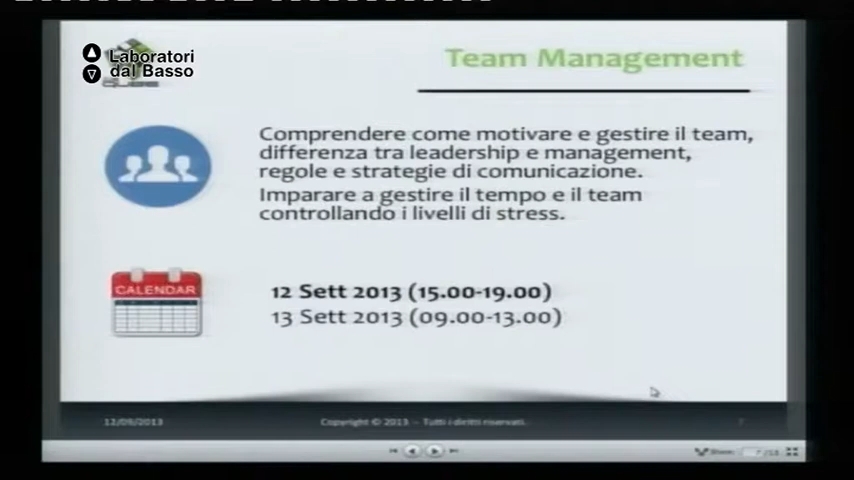 Laboratori
dal Basso
Team Management
Comprendere come motivare e gestire il team,
differenza tra leadership e management,
regole e strategie di comunicazione.
Imparare a gestire il tempo e il team
controllando i livelli di stress.
CALENDAR
12 Sett 2013 (15.00-19.00)
13 Sett 2013 (09.00-13.00)
12/09/2013
Copyright © 2013 - Tutti i diritti riservati.